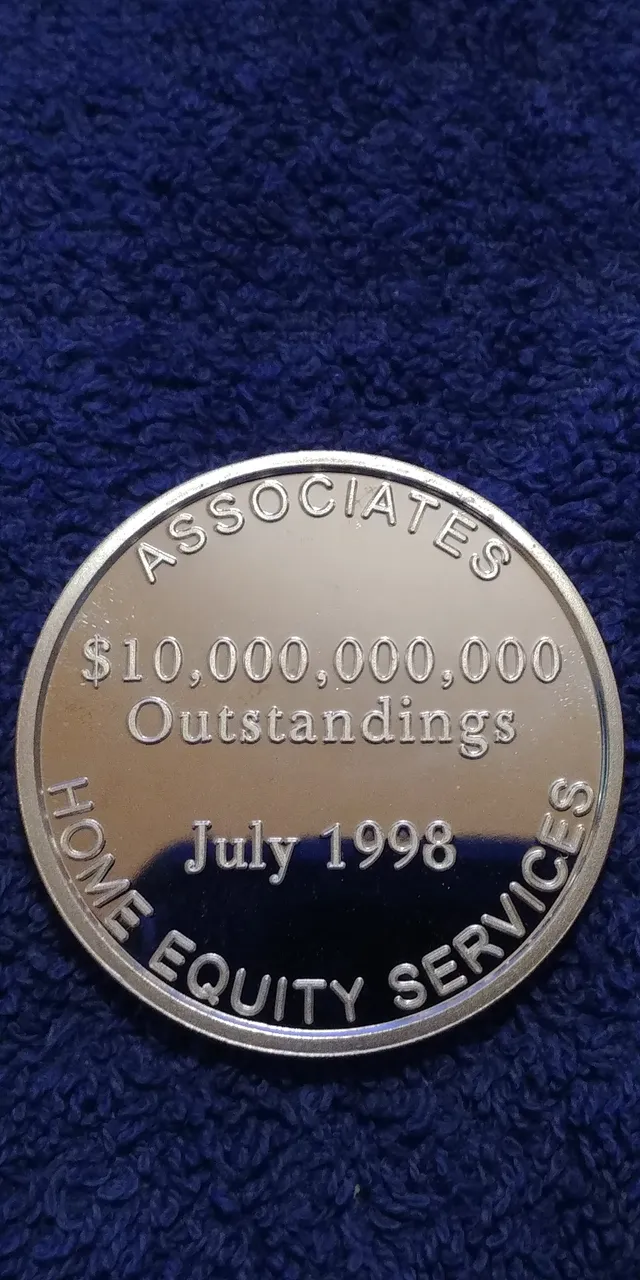 ASSOCIATES
$10,000,000,000
Outstandings
July 1998
HOME EQUITY SERVICES